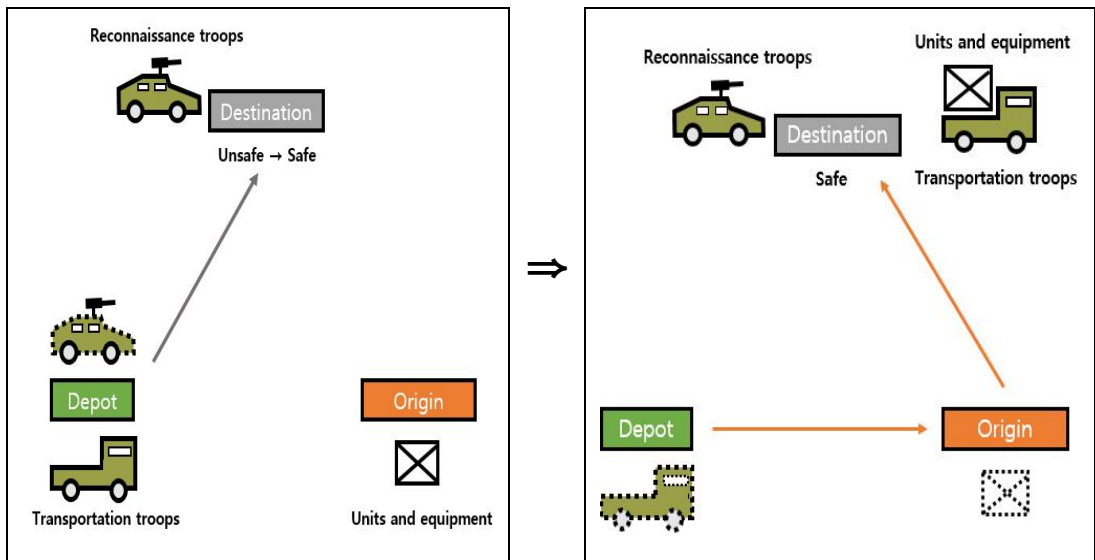 Reconnaissance troops
Destination
Unsafe → Safe
Depot
Origin
Transportation troops
Units and equipment
⇒
Units and equipment
Reconnaissance troops
Destination
Safe
Transportation troops
Depot
Origin